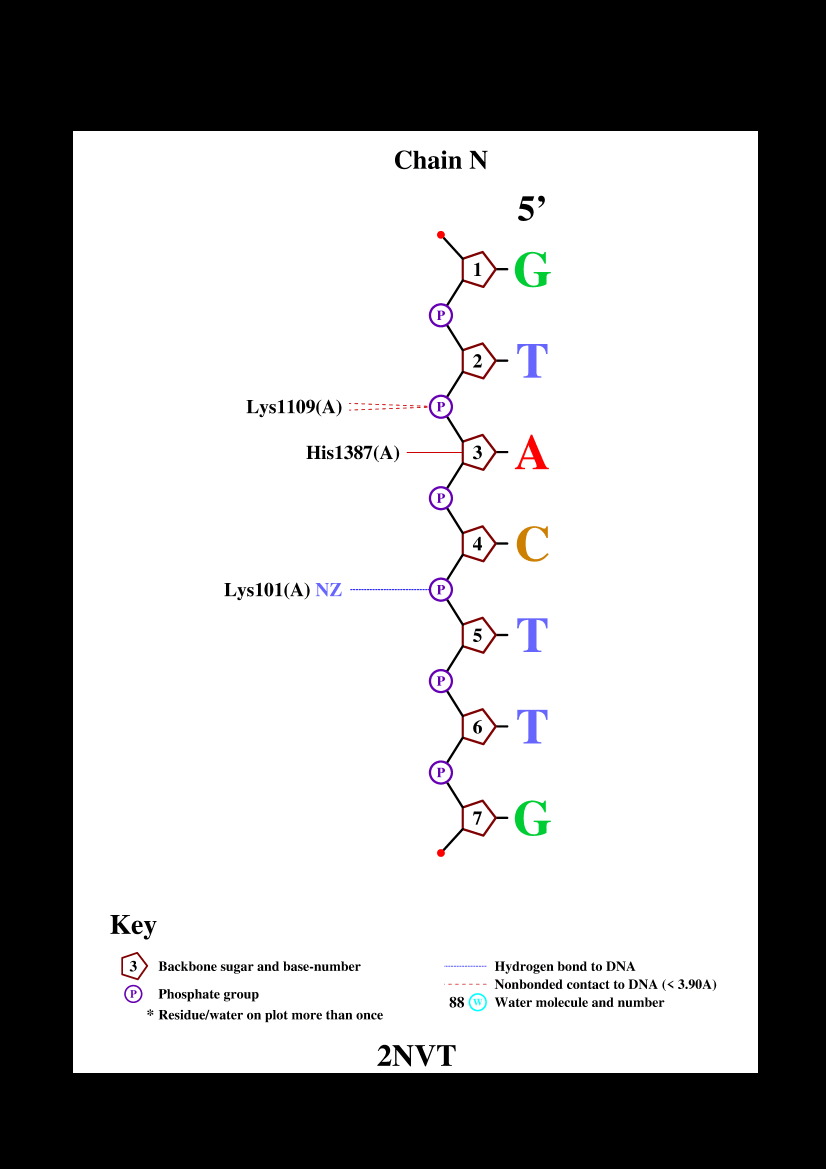 Chain N
5’
1 G
P
2 T
Lys1109(A) P
His1387(A) 3 A
P
4 C
Lys101(A) NZ P
5 T
P
6 T
P
7 G
Key
3 Backbone sugar and base-number
P Phosphate group
* Residue/water on plot more than once
Hydrogen bond to DNA
Nonbonded contact to DNA (< 3.90A)
88 W Water molecule and number
2NVT